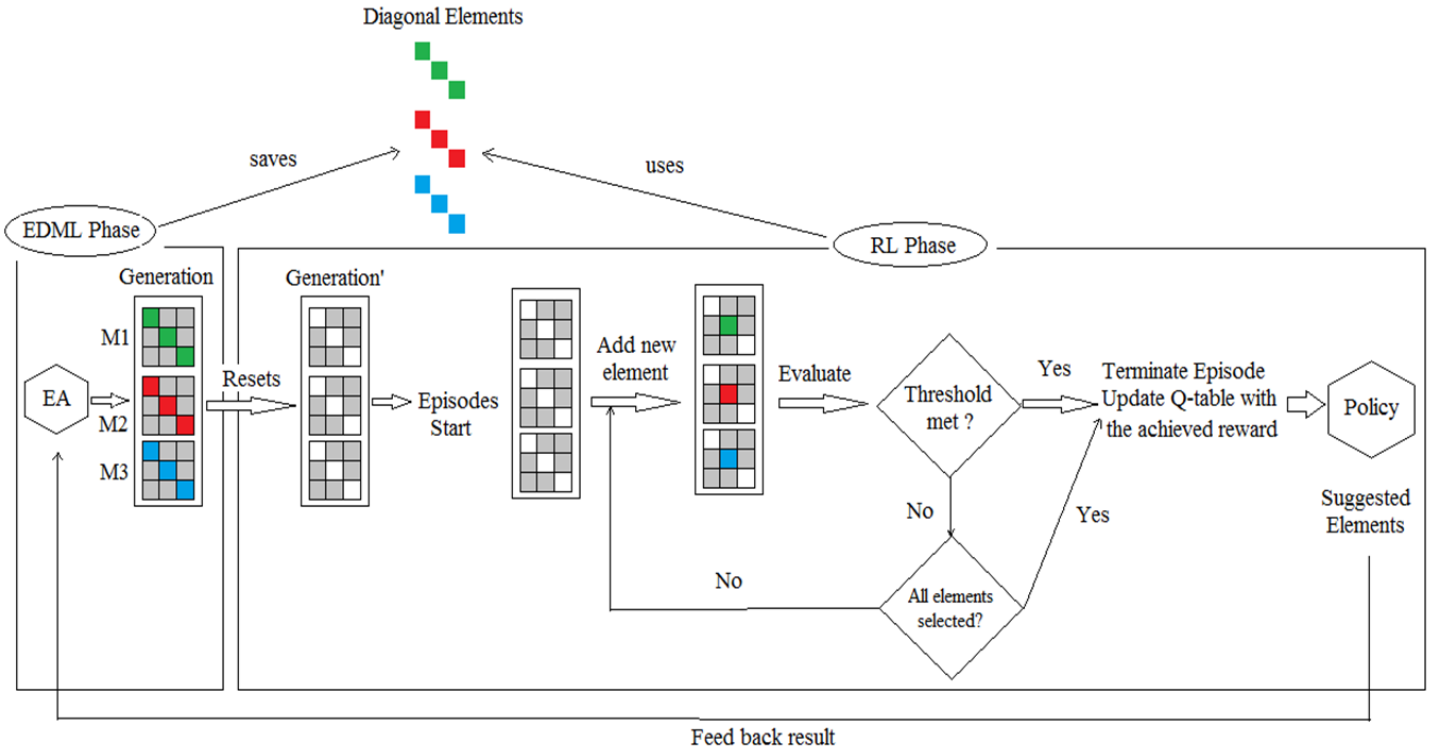 Diagonal Elements
saves
uses
EDML Phase
RL Phase
Generation
Generation'
M1
M2
M3
EA
Resets
Episodes
Start
Add new
element
Evaluate
Threshold
met ?
Yes
Terminate Episode
Update Q-table with
the achieved reward
Policy
Suggested
Elements
No
Yes
All elements
selected?
No
Feed back result